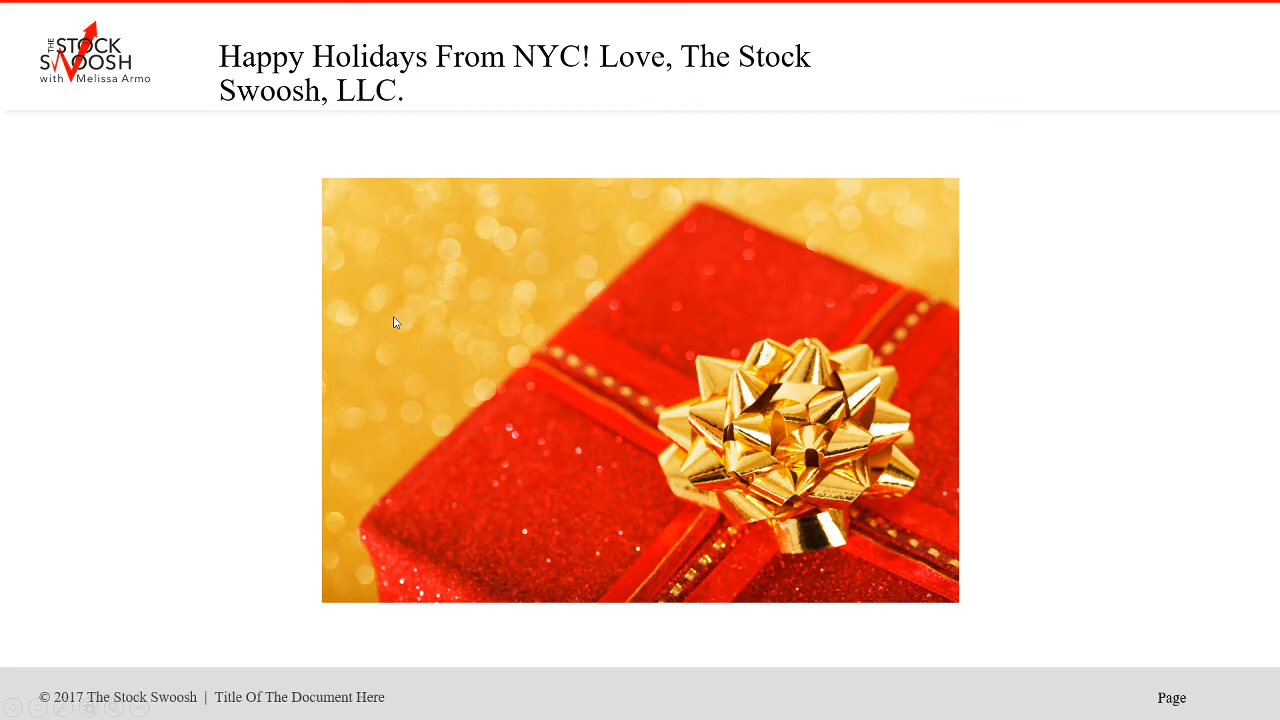 THE
STOCK
SWOOSH
with Melissa Armo
Happy Holidays From NYC! Love, The Stock
Swoosh, LLC.
© 2017 The Stock Swoosh | Title Of The Document Here
Page